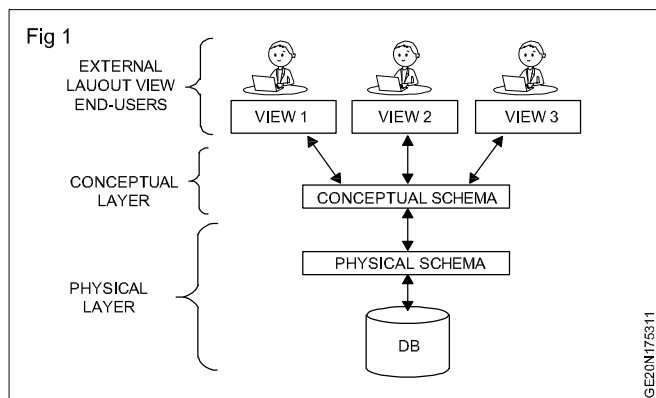 Fig 1
EXTERNAL
LAUOUT VIEW
END-USERS
VIEW 1
VIEW 2
VIEW 3
CONCEPTUAL
LAYER
CONCEPTUAL SCHEMA
PHYSICAL SCHEMA
PHYSICAL
LAYER
DB
GE20N175311